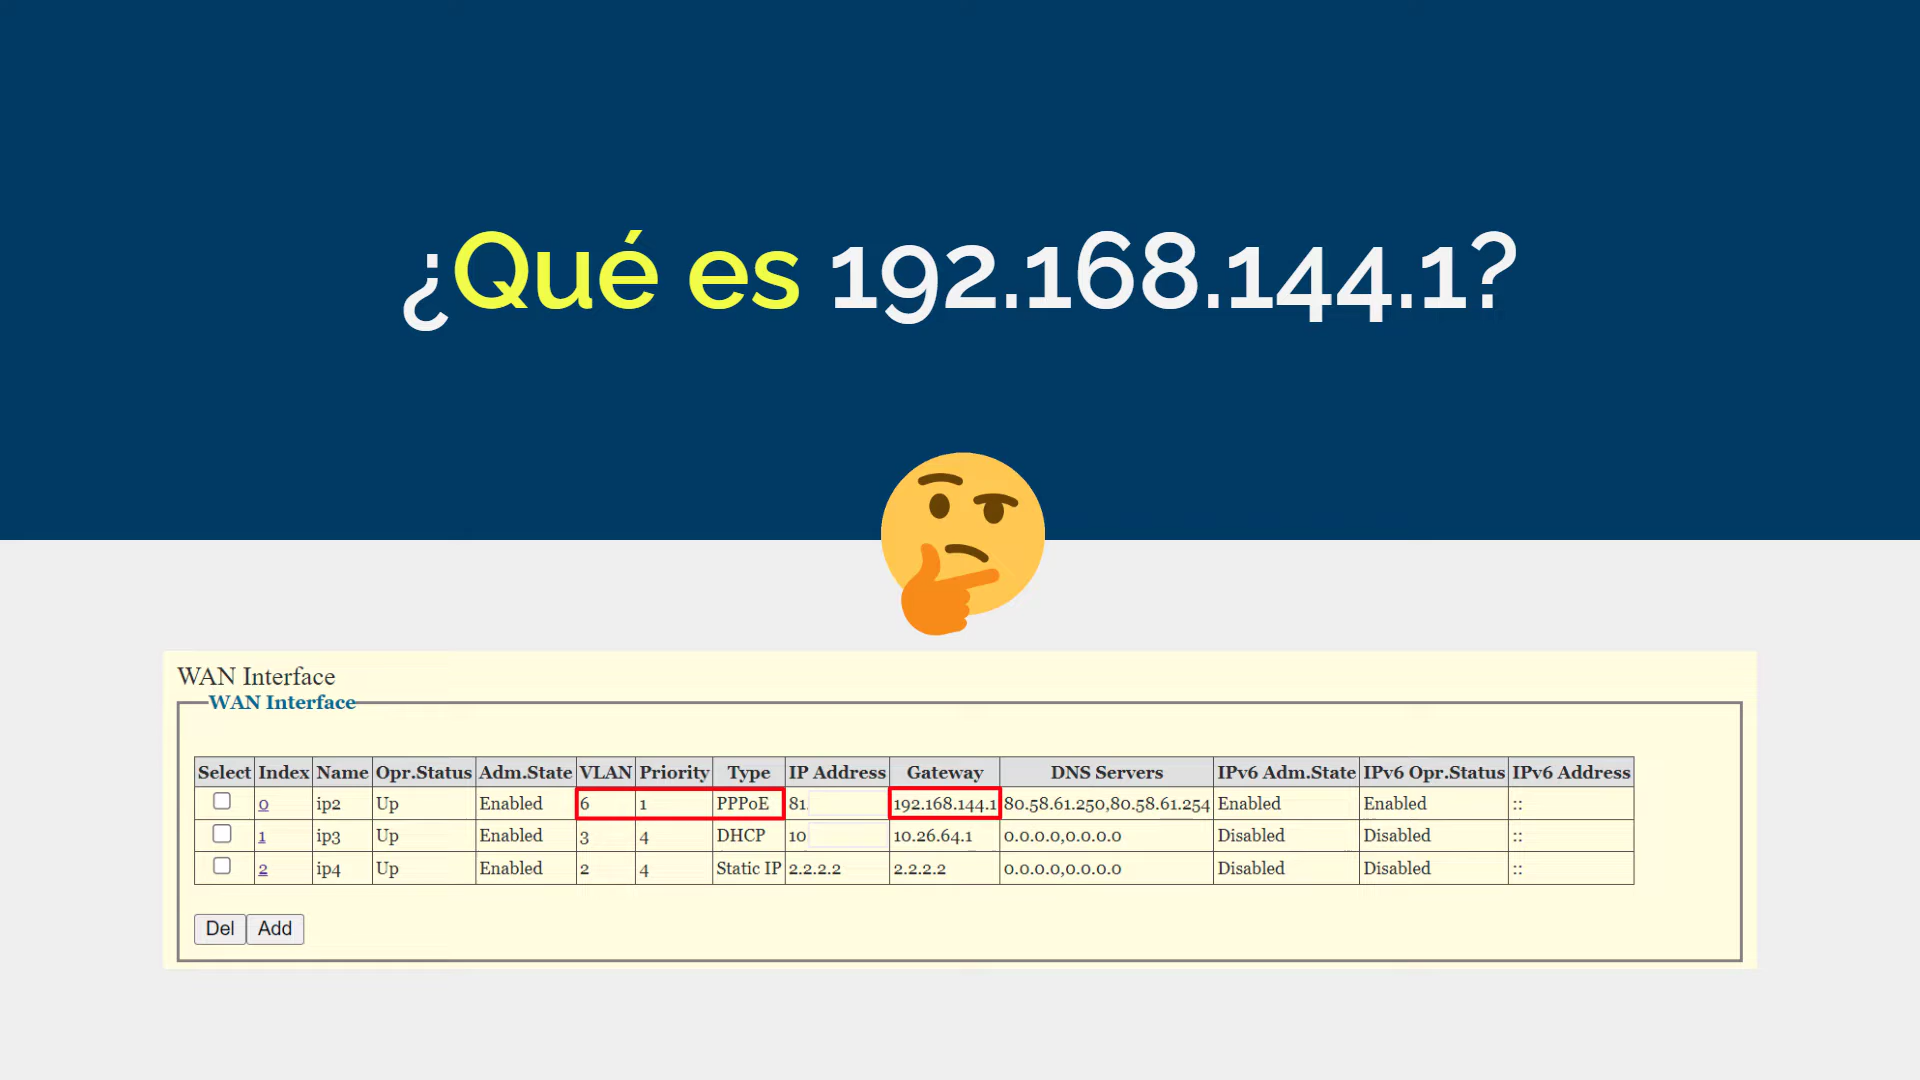 ¿Qué es 192.168.144.1?
WAN Interface
WAN Interface
Select Index Name Opr.Status Adm.State VLAN Priority Type IP Address Gateway DNS Servers IPv6 Adm.State IPv6 Opr.Status IPv6 Address
0 ip2 Up Enabled 6 1 PPPoE 81. 192.168.144.1 80.58.61.250,80.58.61.254 Enabled Enabled ::
1 ip3 Up Enabled 3 4 DHCP 10 10.26.64.1 0.0.0.0,0.0.0.0 Disabled Disabled ::
2 ip4 Up Enabled 2 4 Static IP 2.2.2.2 2.2.2.2 0.0.0.0,0.0.0.0 Disabled Disabled ::
Del Add